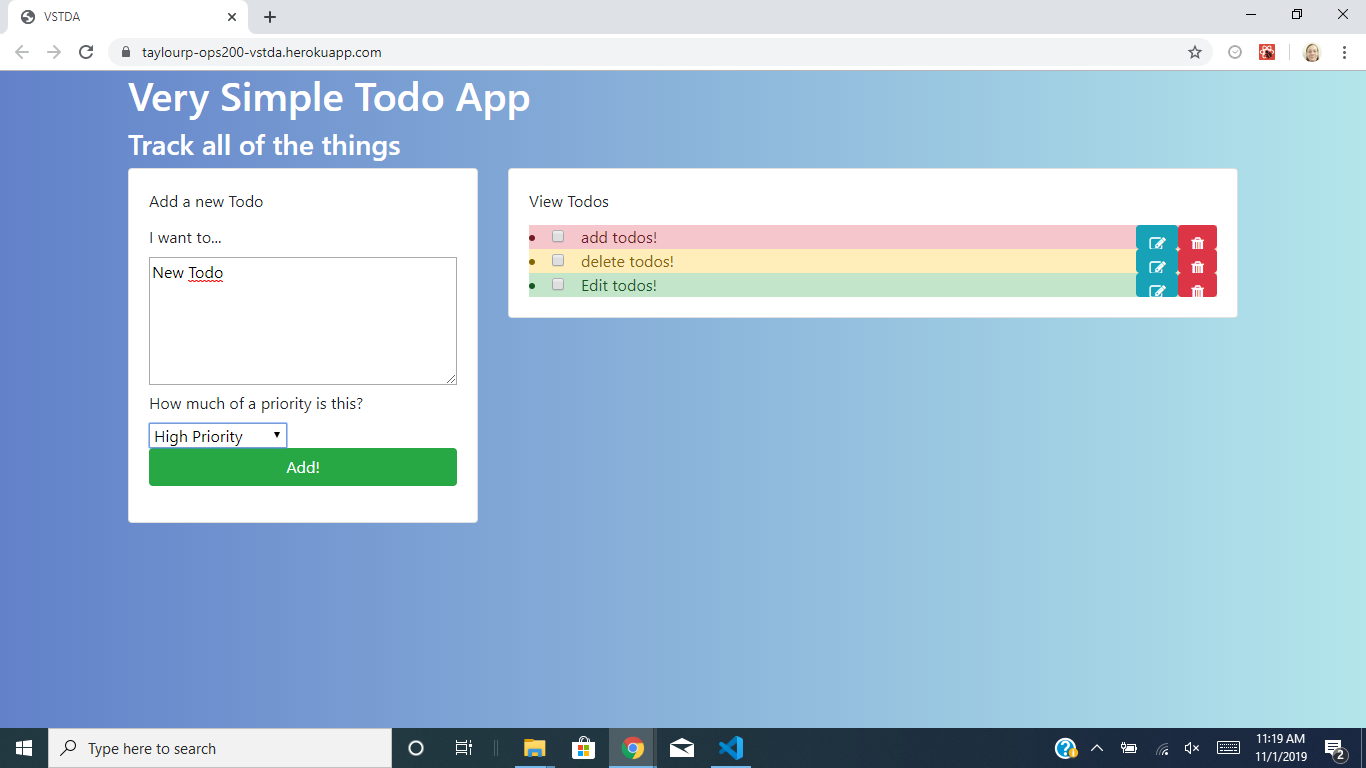 VSTDA
taylourp-ops200-vstda.herokuapp.com
Very Simple Todo App
Track all of the things
Add a new Todo
I want to...
New Todo
How much of a priority is this?
High Priority
Add!
View Todos
add todos!
delete todos!
Edit todos!
Type here to search
11:19 AM
11/1/2019
2